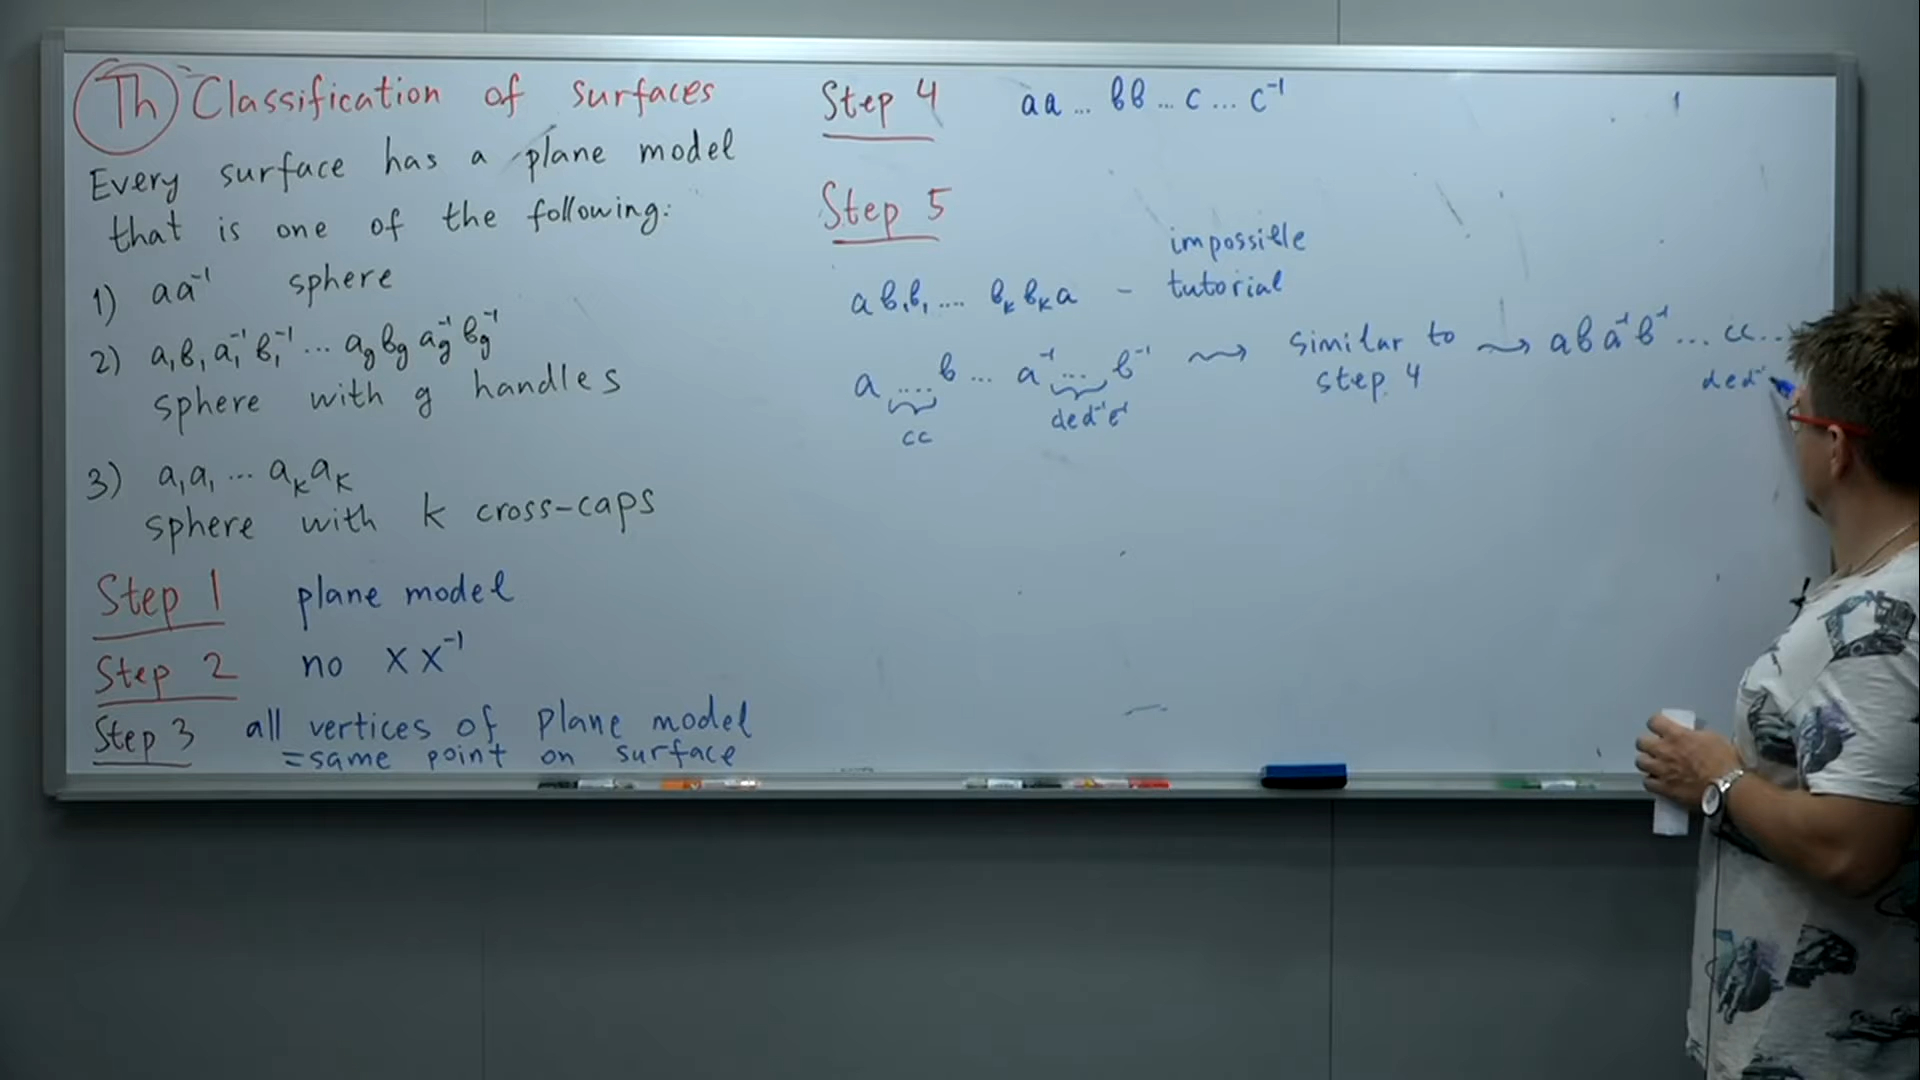 Th Classification of surfaces
Every surface has a plane model
that is one of the following:
1) aa⁻¹ sphere
2) a₁b₁a₁⁻¹b₁⁻¹ ... a_g b_g a_g⁻¹ b_g⁻¹
sphere with g handles
3) a₁a₁ ... a_k a_k
sphere with k cross-caps
Step 1 plane model
Step 2 no x x⁻¹
Step 3 all vertices of plane model
= same point on surface
Step 4 aa ... bb ... c ... c⁻¹
Step 5
impossible
a b₁b₁ .... b_k b_k a - tutorial
a .... b ... a⁻¹ ... b⁻¹ ⇝ similar to ⇝ aba⁻¹b⁻¹ ... cc ...
step 4
cc ded⁻¹e⁻¹ ded⁻¹